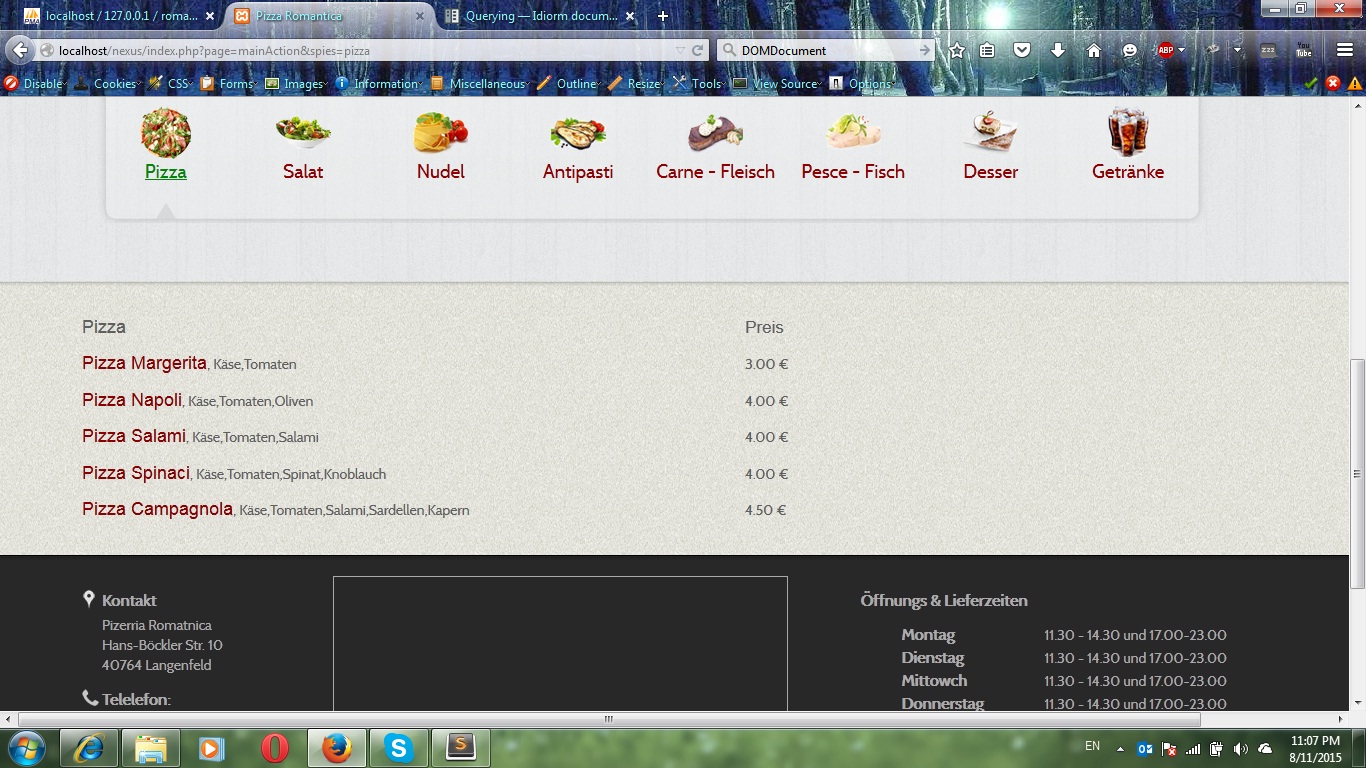 localhost / 127.0.0.1 / roma...
Pizza Romantica
Querying — Idiorm docum...
localhost/nexus/index.php?page=mainAction&spies=pizza
DOMDocument
ABP
zzz
You Tube
Disable
Cookies
CSS
Forms
Images
Information
Miscellaneous
Outline
Resize
Tools
View Source
Options
Pizza
Salat
Nudel
Antipasti
Carne - Fleisch
Pesce - Fisch
Desser
Getränke
Pizza
Preis
Pizza Margerita, Käse,Tomaten
3.00 €
Pizza Napoli, Käse,Tomaten,Oliven
4.00 €
Pizza Salami, Käse,Tomaten,Salami
4.00 €
Pizza Spinaci, Käse,Tomaten,Spinat,Knoblauch
4.00 €
Pizza Campagnola, Käse,Tomaten,Salami,Sardellen,Kapern
4.50 €
Kontakt
Pizerria Romatnica
Hans-Böckler Str. 10
40764 Langenfeld
Telelefon:
Öffnungs & Lieferzeiten
Montag 11.30 - 14.30 und 17.00-23.00
Dienstag 11.30 - 14.30 und 17.00-23.00
Mittowch 11.30 - 14.30 und 17.00-23.00
Donnerstag 11.30 - 14.30 und 17.00-23.00
EN
11:07 PM
8/11/2015